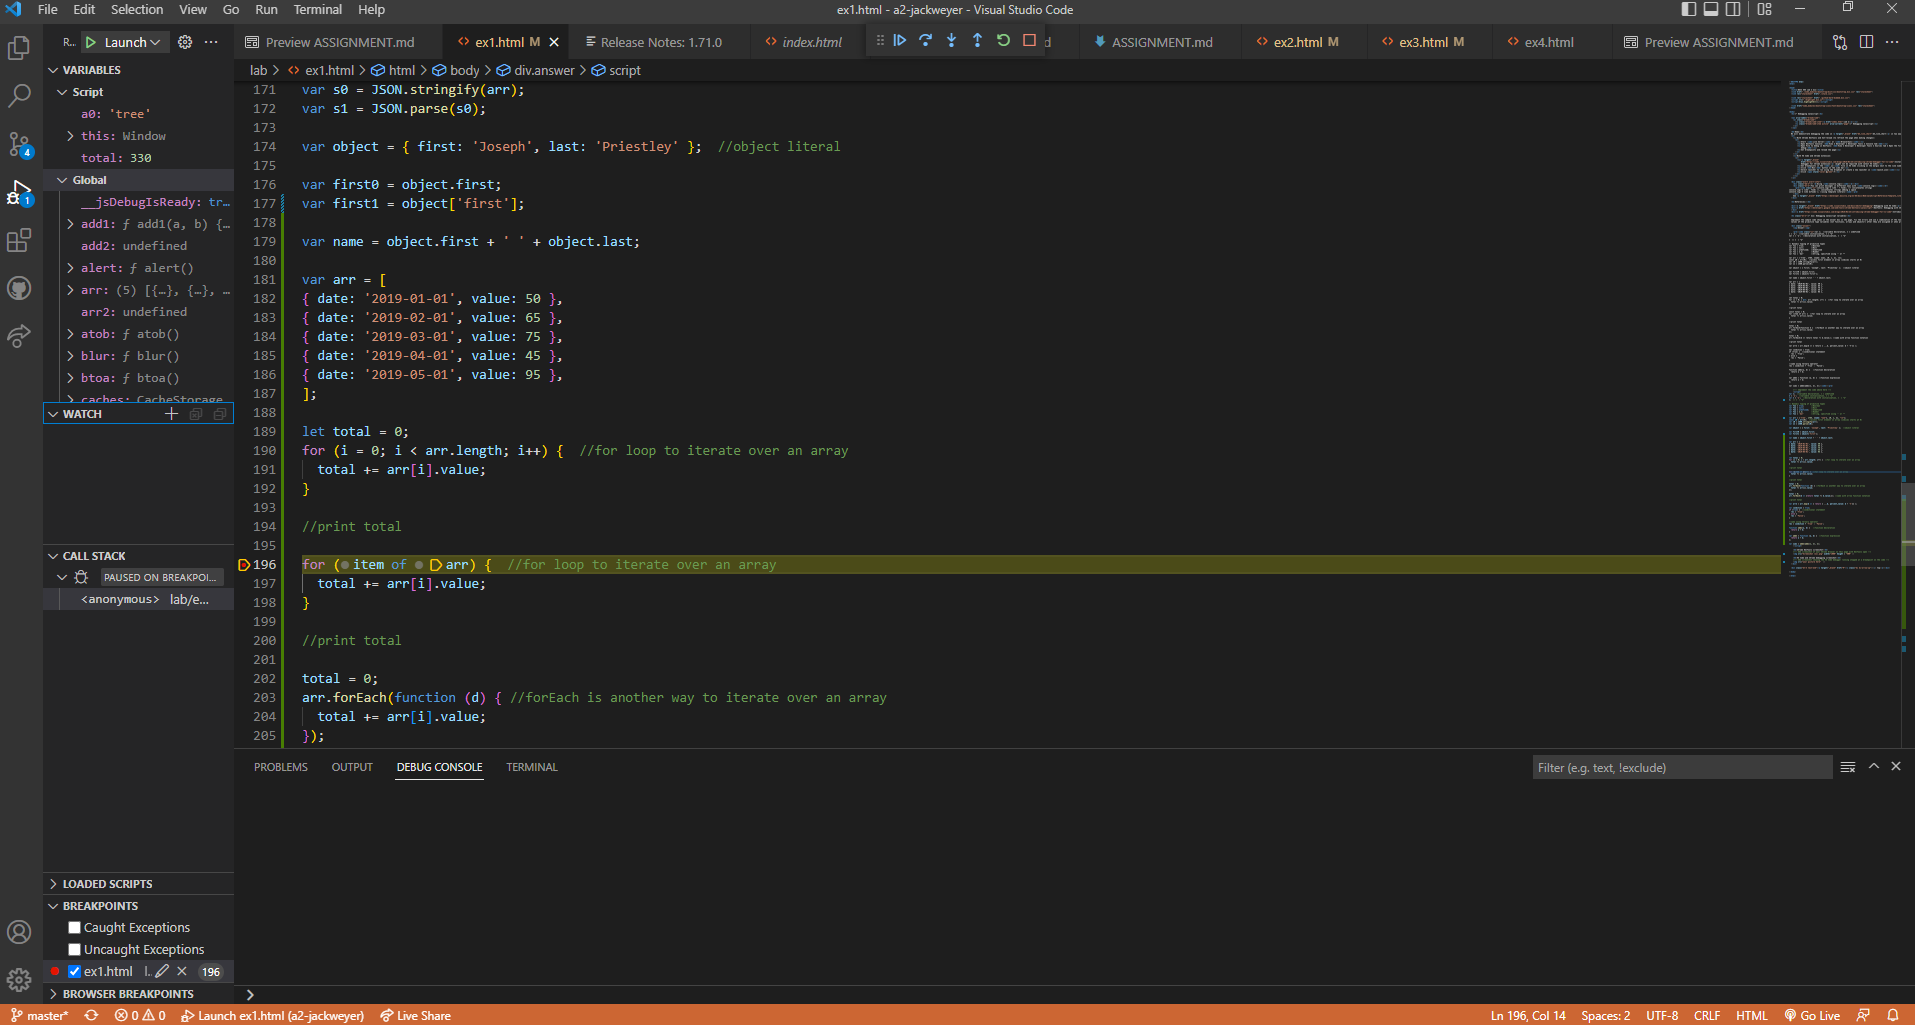 File Edit Selection View Go Run Terminal Help
ex1.html - a2-jackweyer - Visual Studio Code
R... Launch
Preview ASSIGNMENT.md
ex1.html M
Release Notes: 1.71.0
index.html
d
ASSIGNMENT.md
ex2.html M
ex3.html M
ex4.html
Preview ASSIGNMENT.md
VARIABLES
Script
a0: 'tree'
this: Window
total: 330
Global
__jsDebugIsReady: tr...
add1: ƒ add1(a, b) {...
add2: undefined
alert: ƒ alert()
arr: (5) [{…}, {…}, ...
arr2: undefined
atob: ƒ atob()
blur: ƒ blur()
btoa: ƒ btoa()
caches: CacheStorage
WATCH
CALL STACK
PAUSED ON BREAKPOI...
<anonymous> lab/e...
LOADED SCRIPTS
BREAKPOINTS
Caught Exceptions
Uncaught Exceptions
ex1.html l... 196
BROWSER BREAKPOINTS
lab > ex1.html > html > body > div.answer > script
171 var s0 = JSON.stringify(arr);
172 var s1 = JSON.parse(s0);
173
174 var object = { first: 'Joseph', last: 'Priestley' }; //object literal
175
176 var first0 = object.first;
177 var first1 = object['first'];
178
179 var name = object.first + ' ' + object.last;
180
181 var arr = [
182 { date: '2019-01-01', value: 50 },
183 { date: '2019-02-01', value: 65 },
184 { date: '2019-03-01', value: 75 },
185 { date: '2019-04-01', value: 45 },
186 { date: '2019-05-01', value: 95 },
187 ];
188
189 let total = 0;
190 for (i = 0; i < arr.length; i++) { //for loop to iterate over an array
191 total += arr[i].value;
192 }
193
194 //print total
195
196 for (item of arr) { //for loop to iterate over an array
197 total += arr[i].value;
198 }
199
200 //print total
201
202 total = 0;
203 arr.forEach(function (d) { //forEach is another way to iterate over an array
204 total += arr[i].value;
205 });
PROBLEMS OUTPUT DEBUG CONSOLE TERMINAL
Filter (e.g. text, !exclude)
master* 0 0 Launch ex1.html (a2-jackweyer) Live Share
Ln 196, Col 14 Spaces: 2 UTF-8 CRLF HTML Go Live
4
1